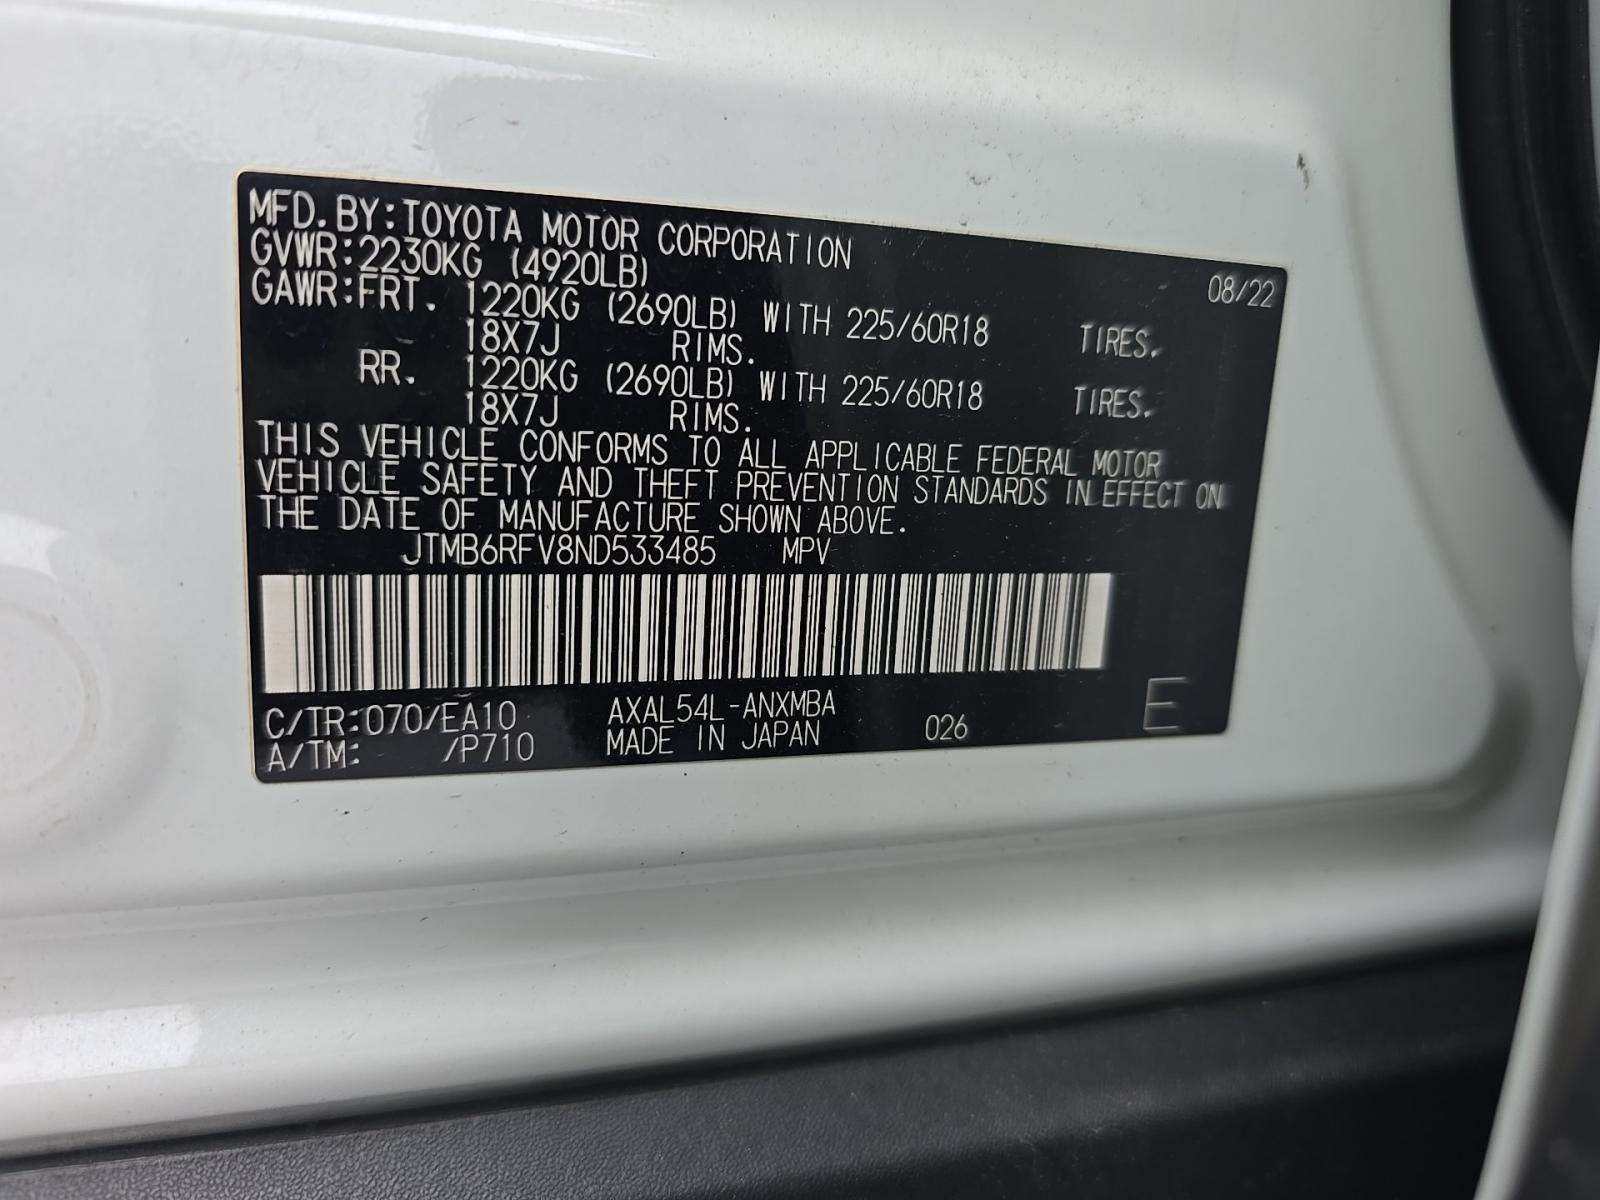 MFD.BY:TOYOTA MOTOR CORPORATION
08/22
GVWR:2230KG (4920LB)
GAWR:FRT. 1220KG (2690LB) WITH 225/60R18 TIRES.
18X7J RIMS.
RR. 1220KG (2690LB) WITH 225/60R18 TIRES.
18X7J RIMS.
THIS VEHICLE CONFORMS TO ALL APPLICABLE FEDERAL MOTOR
VEHICLE SAFETY AND THEFT PREVENTION STANDARDS IN EFFECT ON
THE DATE OF MANUFACTURE SHOWN ABOVE.
JTMB6RFV8ND533485 MPV
C/TR:070/EA10 AXAL54L-ANXMBA
A/TM: /P710 MADE IN JAPAN 026 E